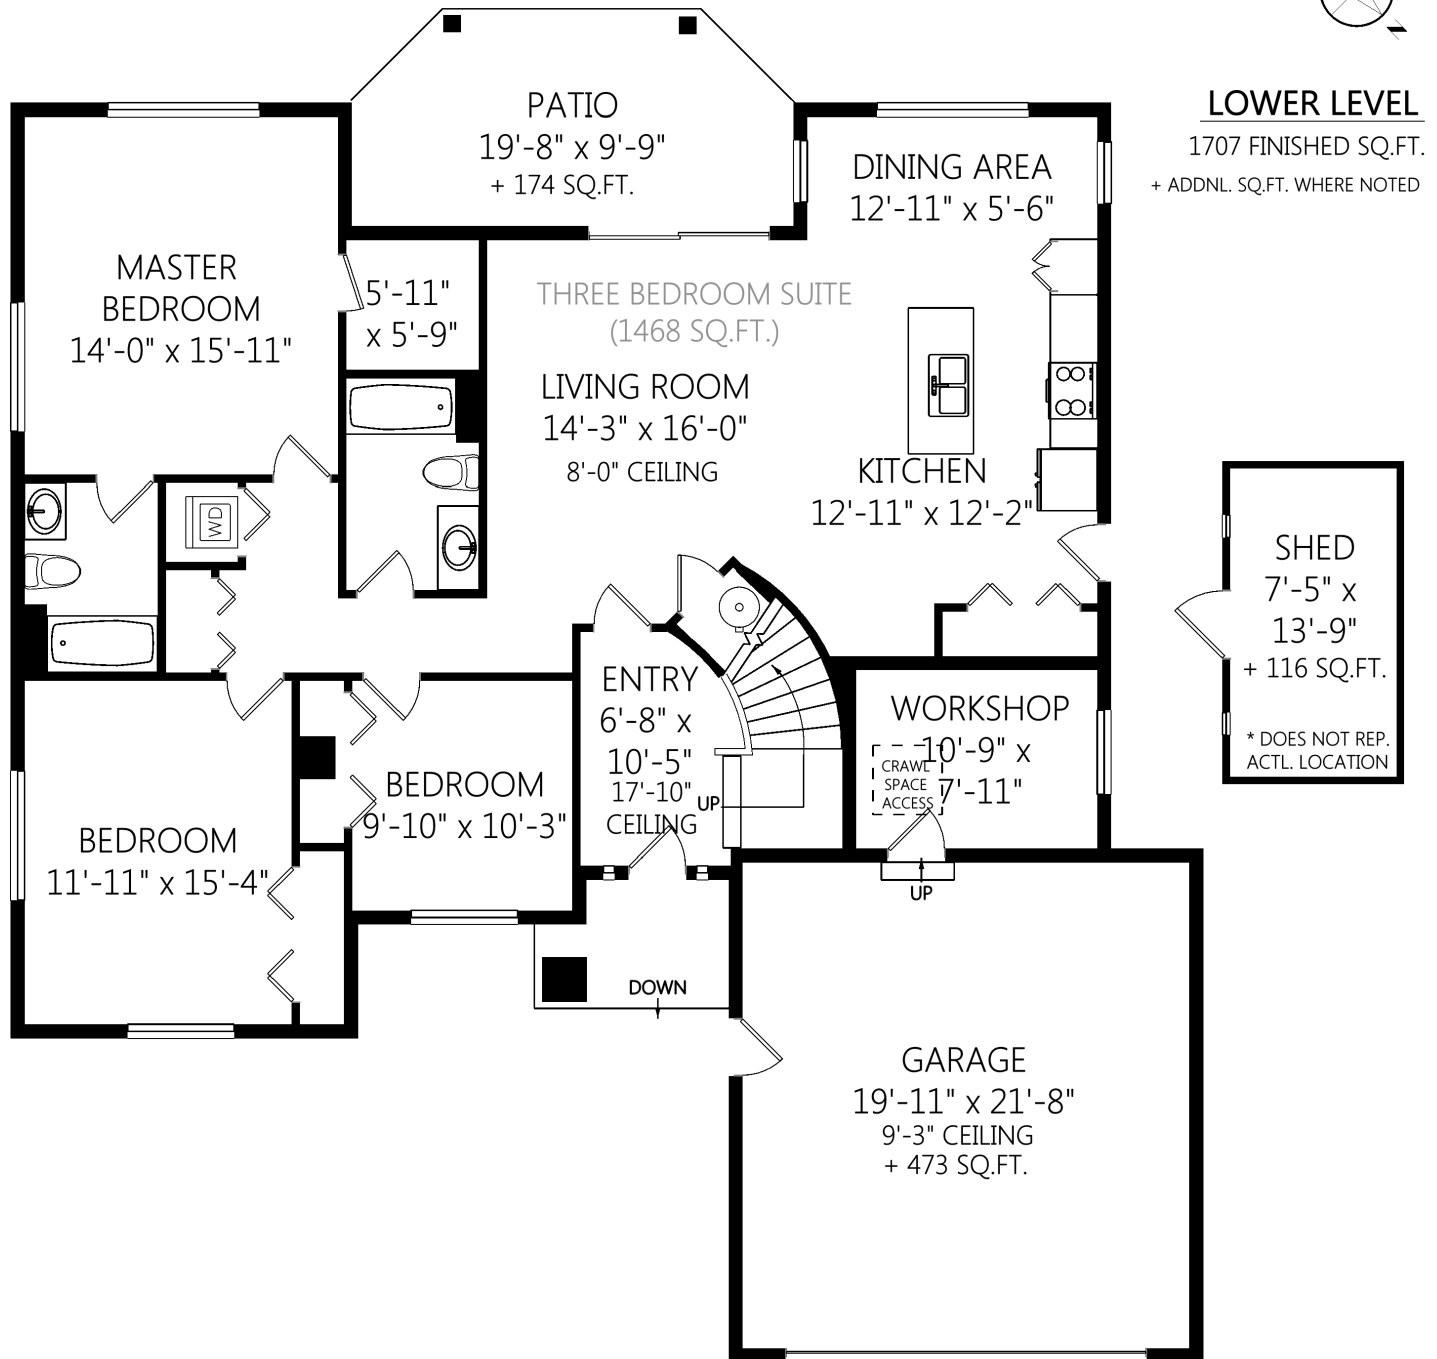 N
LOWER LEVEL
1707 FINISHED SQ.FT.
+ ADDNL. SQ.FT. WHERE NOTED
PATIO
19'-8" x 9'-9"
+ 174 SQ.FT.
DINING AREA
12'-11" x 5'-6"
MASTER
BEDROOM
14'-0" x 15'-11"
5'-11"
x 5'-9"
THREE BEDROOM SUITE
(1468 SQ.FT.)
LIVING ROOM
14'-3" x 16'-0"
8'-0" CEILING
KITCHEN
12'-11" x 12'-2"
WD
SHED
7'-5" x
13'-9"
+ 116 SQ.FT.
* DOES NOT REP.
ACTL. LOCATION
ENTRY
6'-8" x
10'-5"
17'-10"
CEILING
UP
WORKSHOP
10'-9" x
7'-11"
CRAWL
SPACE
ACCESS
BEDROOM
9'-10" x 10'-3"
BEDROOM
11'-11" x 15'-4"
UP
DOWN
GARAGE
19'-11" x 21'-8"
9'-3" CEILING
+ 473 SQ.FT.